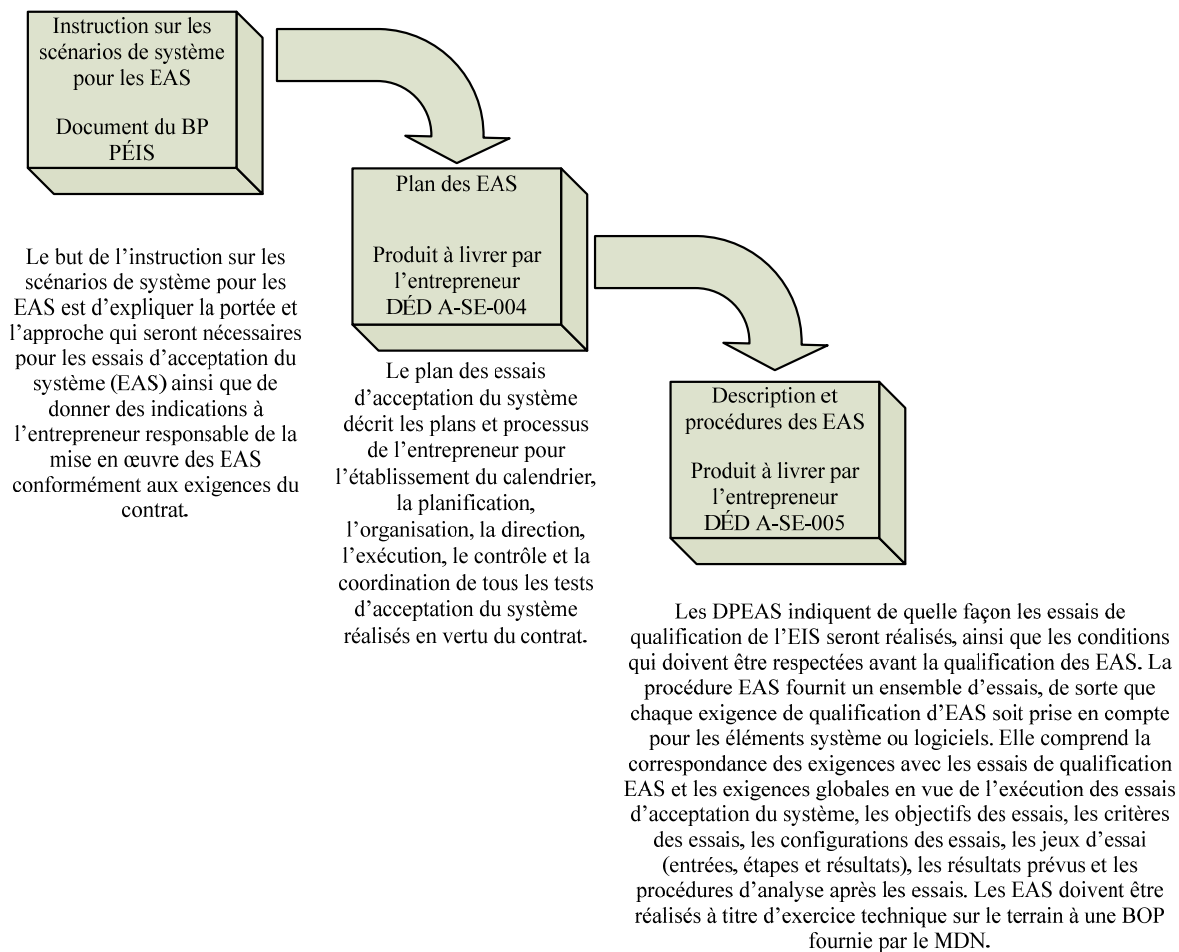 Instruction sur les
scénarios de système
pour les EAS
Document du BP
PÉIS
Le but de l’instruction sur les
scénarios de système pour les
EAS est d’expliquer la portée et
l’approche qui seront nécessaires
pour les essais d’acceptation du
système (EAS) ainsi que de
donner des indications à
l’entrepreneur responsable de la
mise en œuvre des EAS
conformément aux exigences du
contrat.
Plan des EAS
Produit à livrer par
l’entrepreneur
DÉD A-SE-004
Le plan des essais
d’acceptation du système
décrit les plans et processus
de l’entrepreneur pour
l’établissement du calendrier,
la planification,
l’organisation, la direction,
l’exécution, le contrôle et la
coordination de tous les tests
d’acceptation du système
réalisés en vertu du contrat.
Description et
procédures des EAS
Produit à livrer par
l’entrepreneur
DÉD A-SE-005
Les DPEAS indiquent de quelle façon les essais de
qualification de l’EIS seront réalisés, ainsi que les conditions
qui doivent être respectées avant la qualification des EAS. La
procédure EAS fournit un ensemble d’essais, de sorte que
chaque exigence de qualification d’EAS soit prise en compte
pour les éléments système ou logiciels. Elle comprend la
correspondance des exigences avec les essais de qualification
EAS et les exigences globales en vue de l’exécution des essais
d’acceptation du système, les objectifs des essais, les critères
des essais, les configurations des essais, les jeux d’essai
(entrées, étapes et résultats), les résultats prévus et les
procédures d’analyse après les essais. Les EAS doivent être
réalisés à titre d’exercice technique sur le terrain à une BOP
fournie par le MDN.